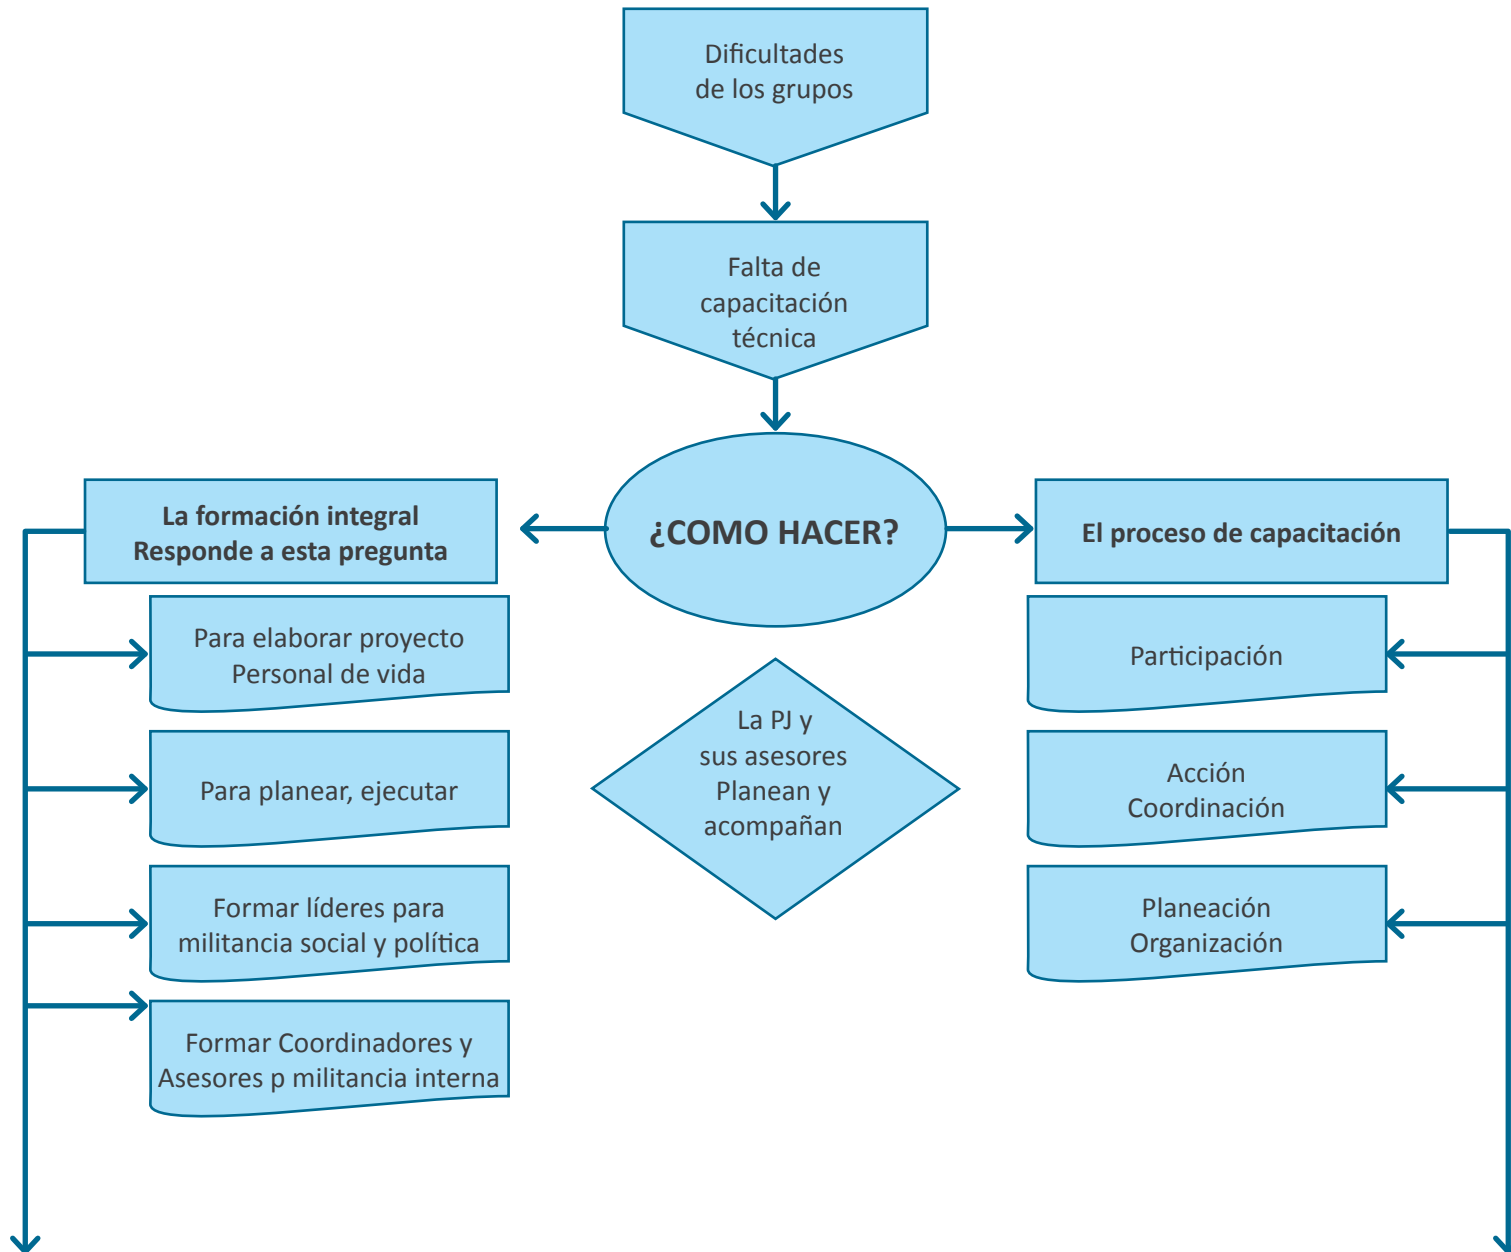 Dificultades
de los grupos
Falta de
capacitación
técnica
¿COMO HACER?
La formación integral
Responde a esta pregunta
Para elaborar proyecto
Personal de vida
Para planear, ejecutar
Formar líderes para
militancia social y política
Formar Coordinadores y
Asesores p militancia interna
La PJ y
sus asesores
Planean y
acompañan
El proceso de capacitación
Participación
Acción
Coordinación
Planeación
Organización